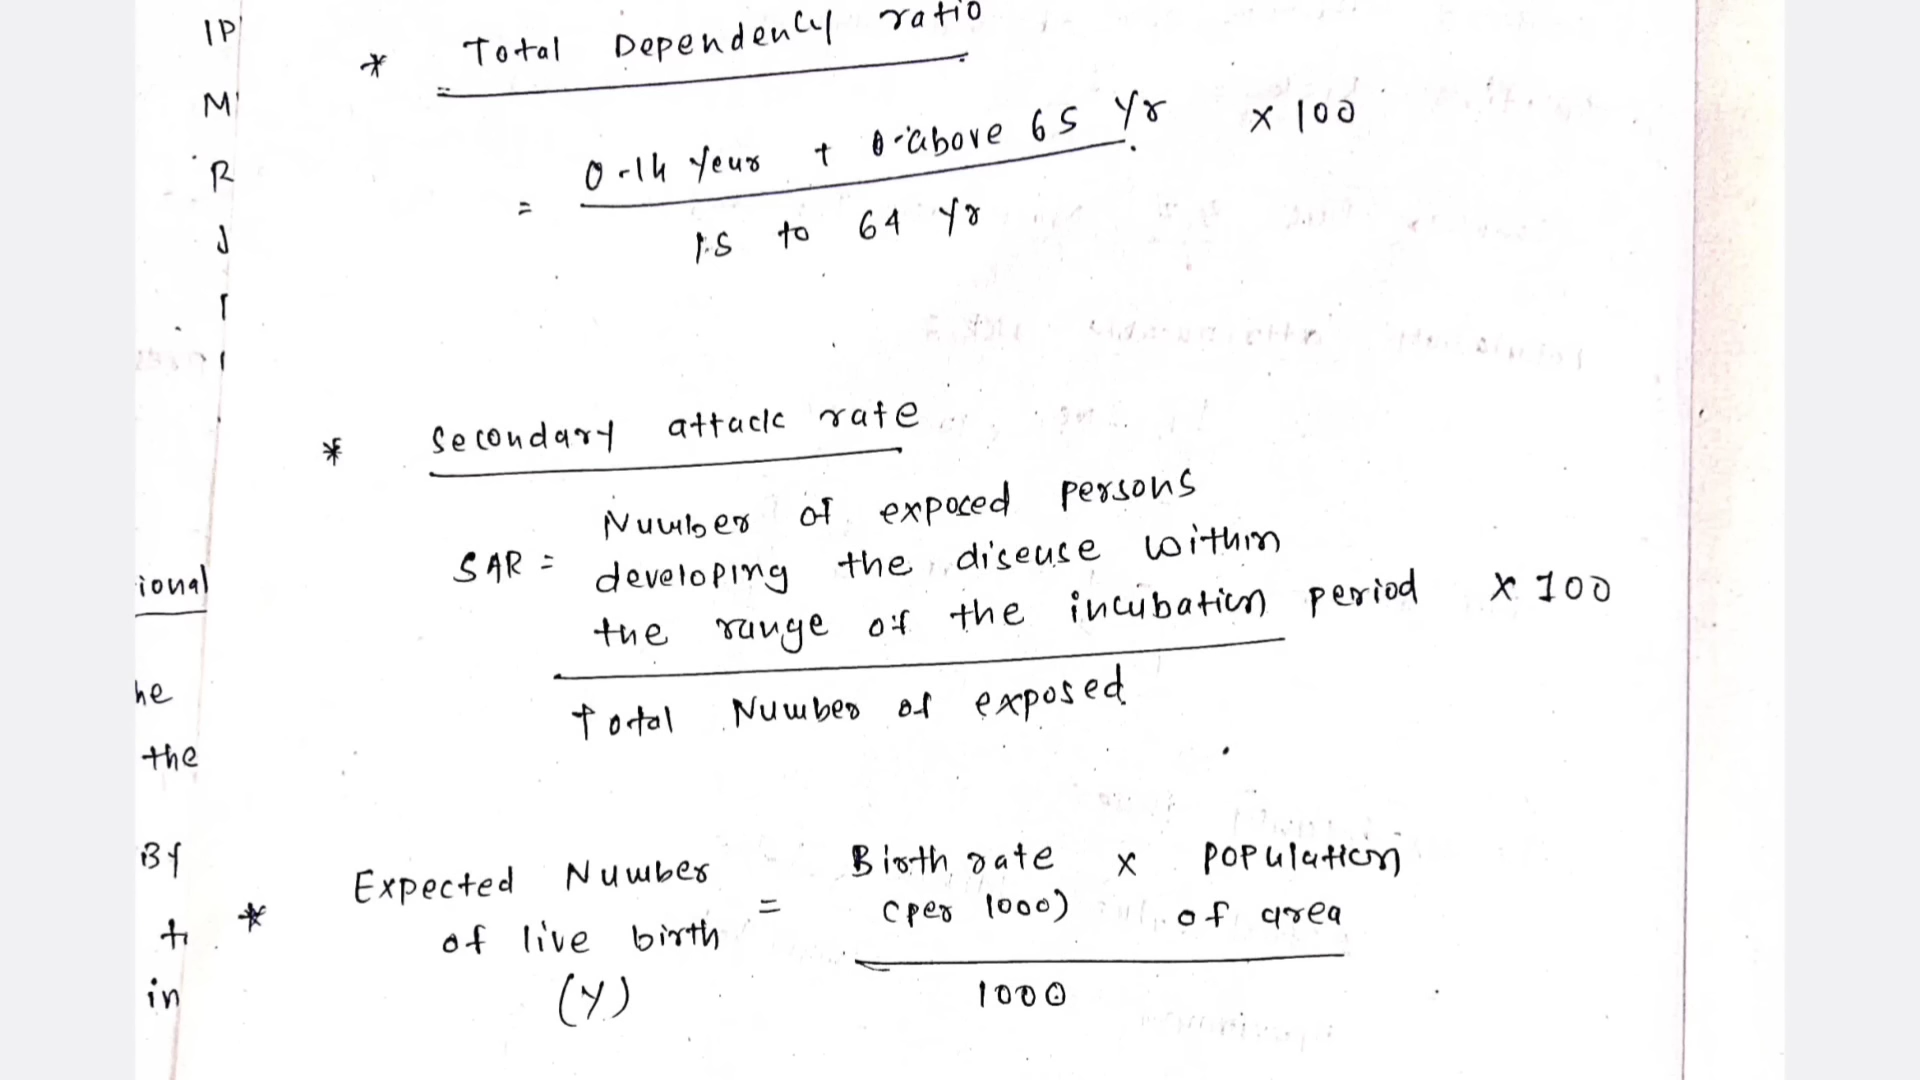 IP
M
R
J
* Total Dependency ratio
= 0-14 Years + above 65 Yr × 100
15 to 64 Yr
* Secondary attack rate
Number of exposed persons
SAR = developing the disease within
the range of the incubation period × 100
Total Number of exposed
ional
he
the
By
in
* Expected Number = Birth rate × Population
of live birth (per 1000) of area
(Y) 1000